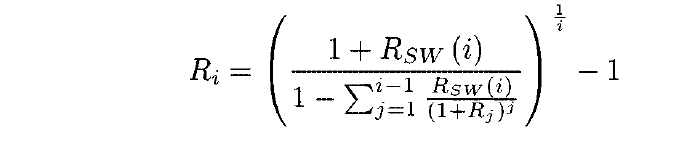 $R_i = \left( \frac{1 + R_{SW}(i)}{1 - \sum_{j=1}^{i-1} \frac{R_{SW}(i)}{(1+R_j)^j}} \right)^{\frac{1}{i}} - 1$